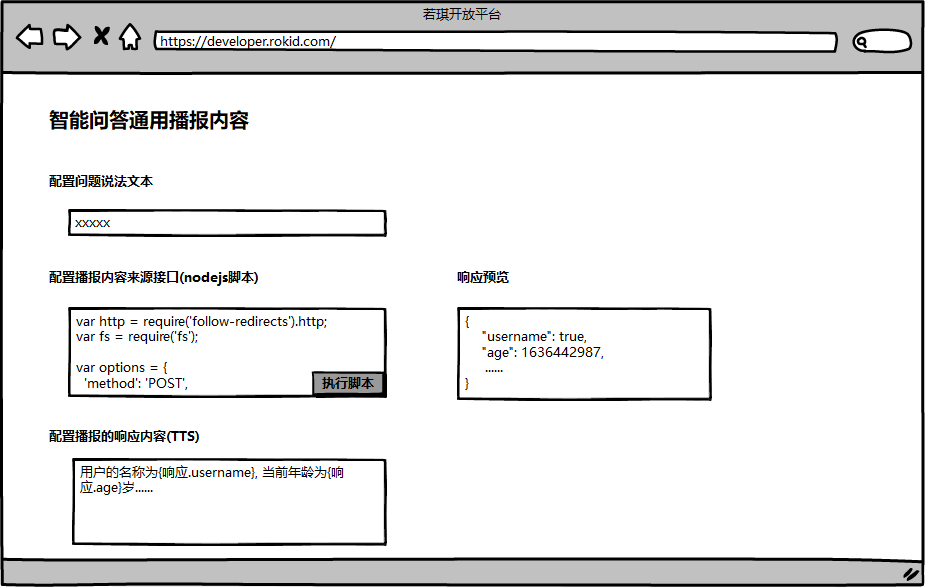 若琪开放平台
https://developer.rokid.com/
智能问答通用播报内容
配置问题说法文本
xxxxx
配置播报内容来源接口(nodejs脚本)
var http = require('follow-redirects').http;
var fs = require('fs');
var options = {
'method': 'POST',
执行脚本
响应预览
{
"username": true,
"age": 1636442987,
......
}
配置播报的响应内容(TTS)
用户的名称为{响应.username}, 当前年龄为{响
应.age}岁......